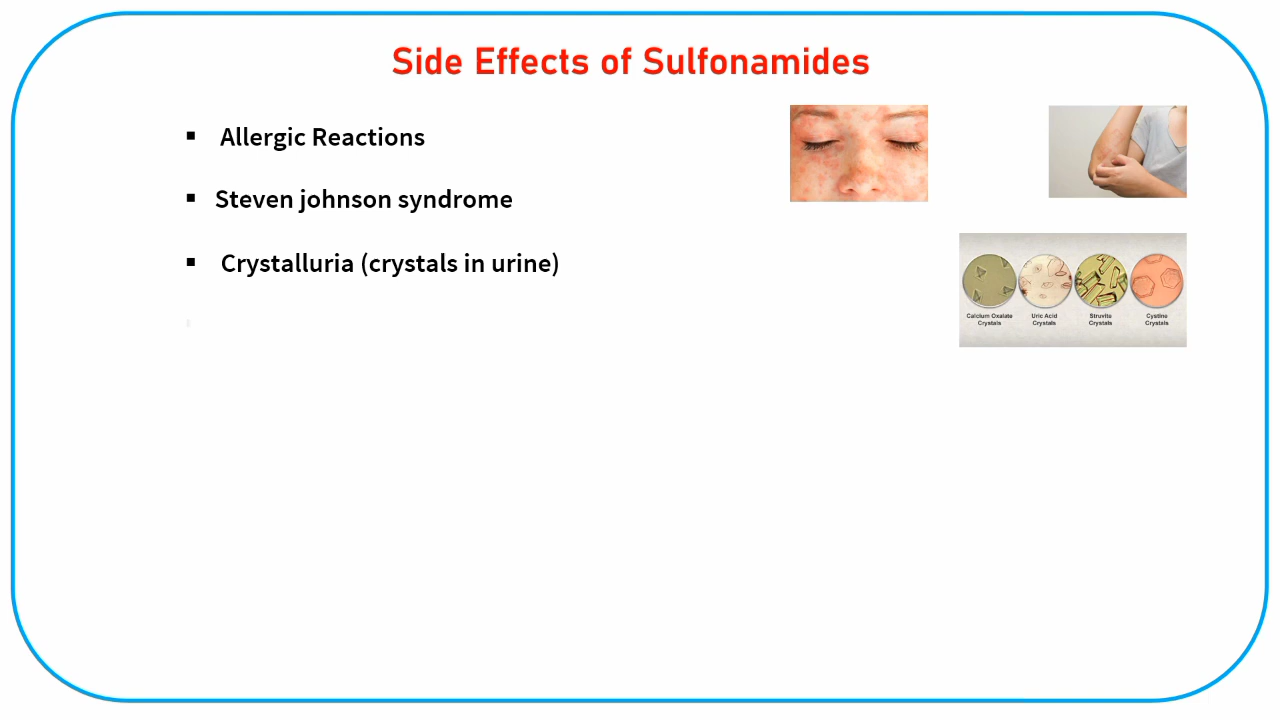 Side Effects of Sulfonamides
▪ Allergic Reactions
▪ Steven johnson syndrome
▪ Crystalluria (crystals in urine)
Calcium Oxalate Crystals
Uric Acid Crystals
Struvite Crystals
Cystine Crystals